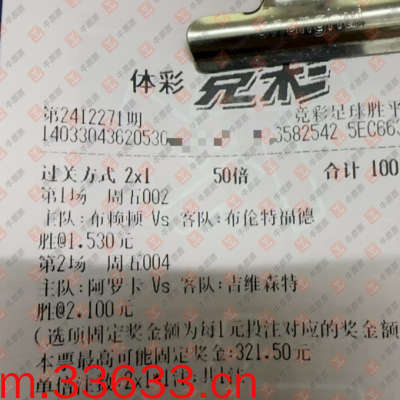 体彩 竞彩
第2412271期 竞彩足球胜平
14033043620536 6582542 5EC663
过关方式 2x1 50倍 合计 100
第1场 周五002
主队:布顿顿 Vs 客队:布伦特福德
胜@1.530元
第2场 周五004
主队:阿罗卡 Vs 客队:吉维森特
胜@2.100元
(选项固定奖金额为每1元投注对应的奖金额
本票最高可能固定奖金:321.50元
m.33633.cn